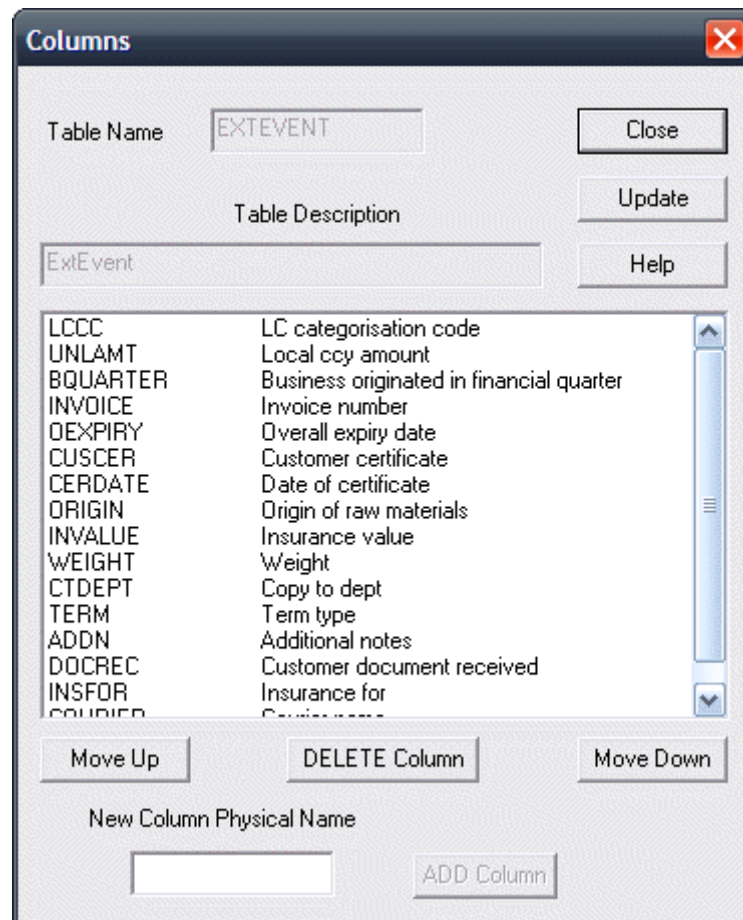 Columns
Table Name EXTEVENT Close
Update
Table Description
ExtEvent Help
LCCC LC categorisation code
UNLAMT Local ccy amount
BQUARTER Business originated in financial quarter
INVOICE Invoice number
OEXPIRY Overall expiry date
CUSCER Customer certificate
CERDATE Date of certificate
ORIGIN Origin of raw materials
INVALUE Insurance value
WEIGHT Weight
CTDEPT Copy to dept
TERM Term type
ADDN Additional notes
DOCREC Customer document received
INSFOR Insurance for
COURIER Courier name
Move Up DELETE Column Move Down
New Column Physical Name
ADD Column